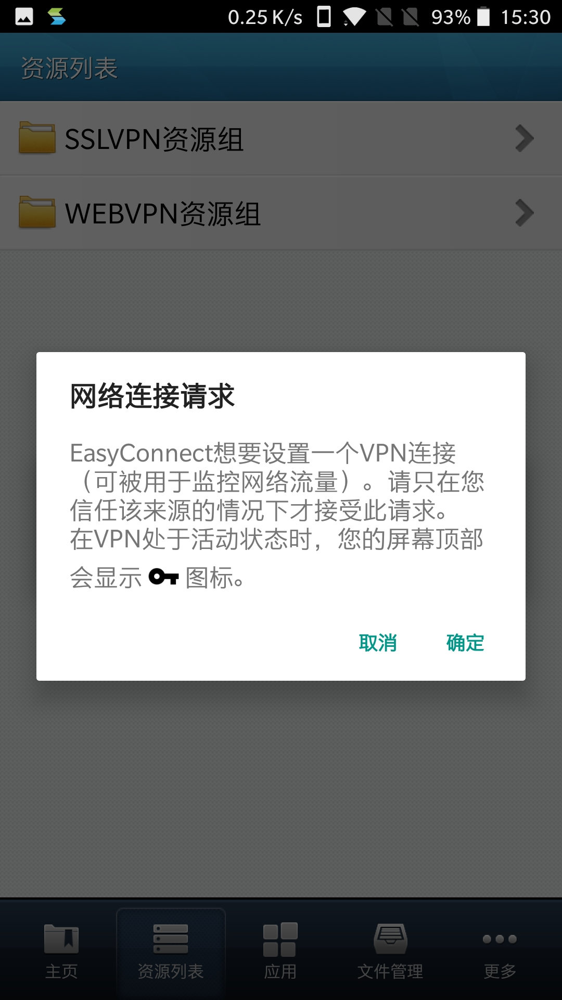 0.25 K/s 93% 15:30
资源列表
SSLVPN资源组
WEBVPN资源组
网络连接请求
EasyConnect想要设置一个VPN连接
（可被用于监控网络流量）。请只在您
信任该来源的情况下才接受此请求。
在VPN处于活动状态时，您的屏幕顶部
会显示 图标。
取消 确定
主页 资源列表 应用 文件管理 更多